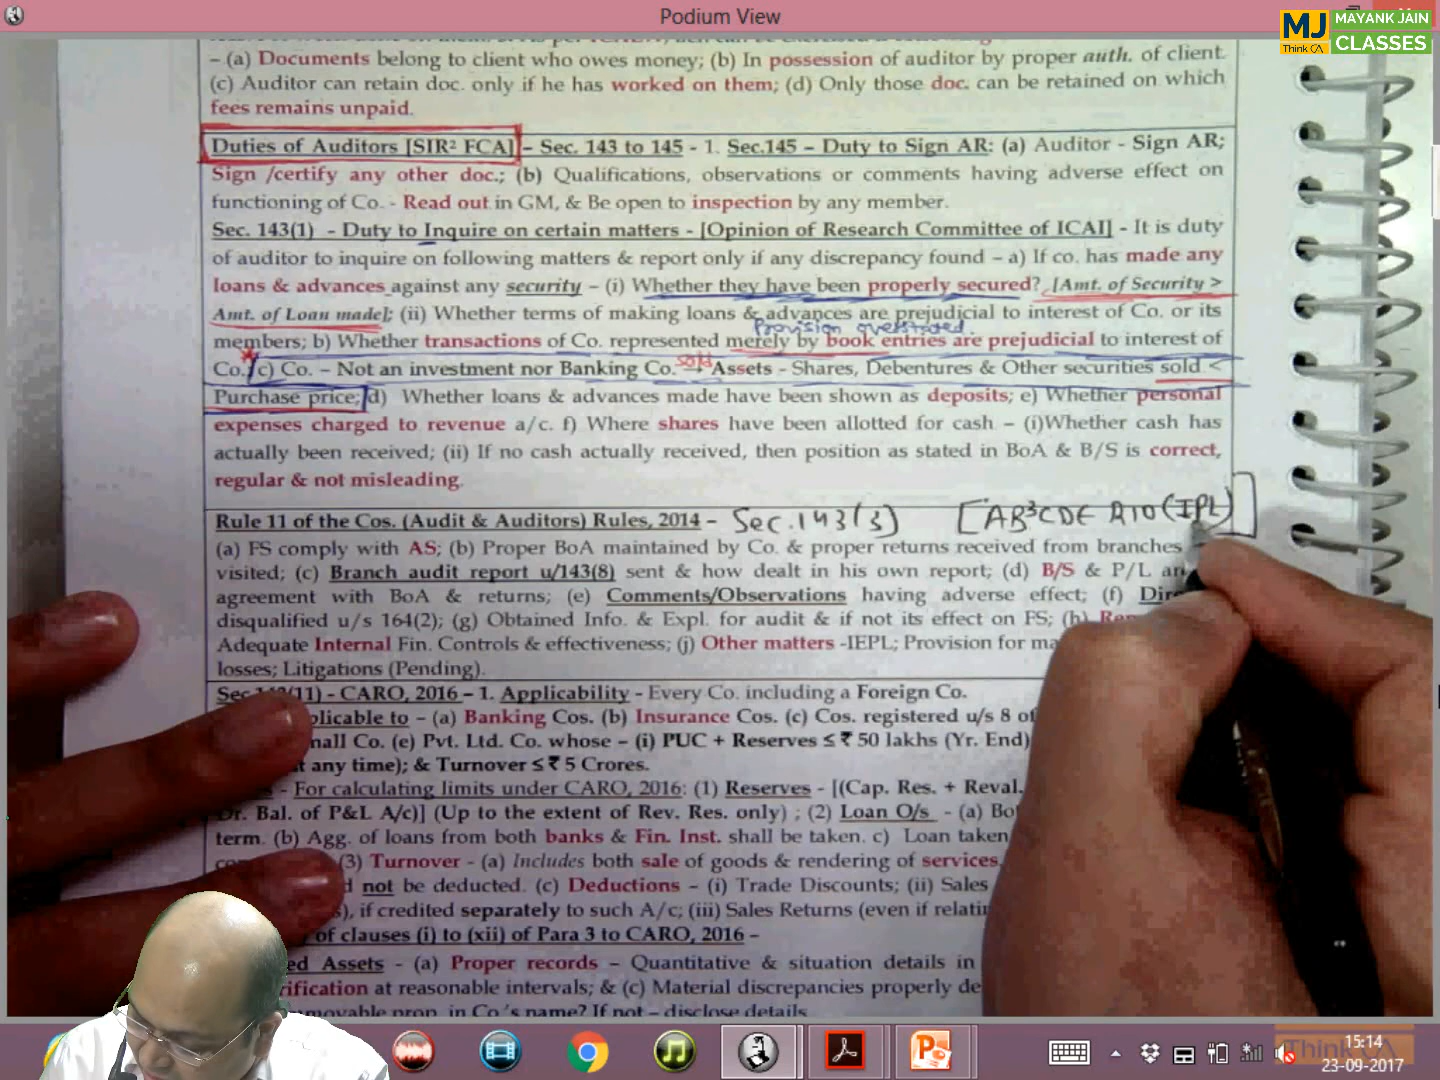 Podium View
MJ
Think CA
MAYANK JAIN
CLASSES
– (a) Documents belong to client who owes money; (b) In possession of auditor by proper auth. of client.
(c) Auditor can retain doc. only if he has worked on them; (d) Only those doc. can be retained on which
fees remains unpaid.
Duties of Auditors [SIR² FCA] – Sec. 143 to 145 - 1. Sec.145 – Duty to Sign AR: (a) Auditor - Sign AR;
Sign /certify any other doc.; (b) Qualifications, observations or comments having adverse effect on
functioning of Co. - Read out in GM, & Be open to inspection by any member.
Sec. 143(1) - Duty to Inquire on certain matters - [Opinion of Research Committee of ICAI] - It is duty
of auditor to inquire on following matters & report only if any discrepancy found – a) If co. has made any
loans & advances against any security – (i) Whether they have been properly secured? [Amt. of Security >
Amt. of Loan made]; (ii) Whether terms of making loans & advances are prejudicial to interest of Co. or its
Provision overstated.
members; b) Whether transactions of Co. represented merely by book entries are prejudicial to interest of
sold
Co. (c) Co. – Not an investment nor Banking Co. → Assets - Shares, Debentures & Other securities sold <
Purchase price; d) Whether loans & advances made have been shown as deposits; e) Whether personal
expenses charged to revenue a/c. f) Where shares have been allotted for cash – (i)Whether cash has
actually been received; (ii) If no cash actually received, then position as stated in BoA & B/S is correct,
regular & not misleading.
Rule 11 of the Cos. (Audit & Auditors) Rules, 2014 – Sec. 143(3) [AB³CDE RIO (IPL)]
(a) FS comply with AS; (b) Proper BoA maintained by Co. & proper returns received from branches
visited; (c) Branch audit report u/143(8) sent & how dealt in his own report; (d) B/S & P/L
agreement with BoA & returns; (e) Comments/Observations having adverse effect; (f)
disqualified u/s 164(2); (g) Obtained Info. & Expl. for audit & if not its effect on FS; (h)
Adequate Internal Fin. Controls & effectiveness; (j) Other matters -IEPL; Provision for
losses; Litigations (Pending).
(11) - CARO, 2016 – 1. Applicability - Every Co. including a Foreign Co.
to – (a) Banking Cos. (b) Insurance Cos. (c) Cos. registered u/s 8 of
Co. (e) Pvt. Ltd. Co. whose – (i) PUC + Reserves ≤ ₹ 50 lakhs (Yr. End)
at any time); & Turnover ≤ ₹ 5 Crores.
- For calculating limits under CARO, 2016: (1) Reserves - [(Cap. Res. + Reval.
Dr. Bal. of P&L A/c)] (Up to the extent of Rev. Res. only) ; (2) Loan O/s - (a)
term. (b) Agg. of loans from both banks & Fin. Inst. shall be taken. c) Loan taken
(3) Turnover - (a) Includes both sale of goods & rendering of services.
not be deducted. (c) Deductions – (i) Trade Discounts; (ii) Sales
if credited separately to such A/c; (iii) Sales Returns (even if
of clauses (i) to (xii) of Para 3 to CARO, 2016 –
Assets - (a) Proper records – Quantitative & situation details in
at reasonable intervals; & (c) Material discrepancies properly
prop. in Co's name? If not – disclose details
Think CA
15:14
23-09-2017